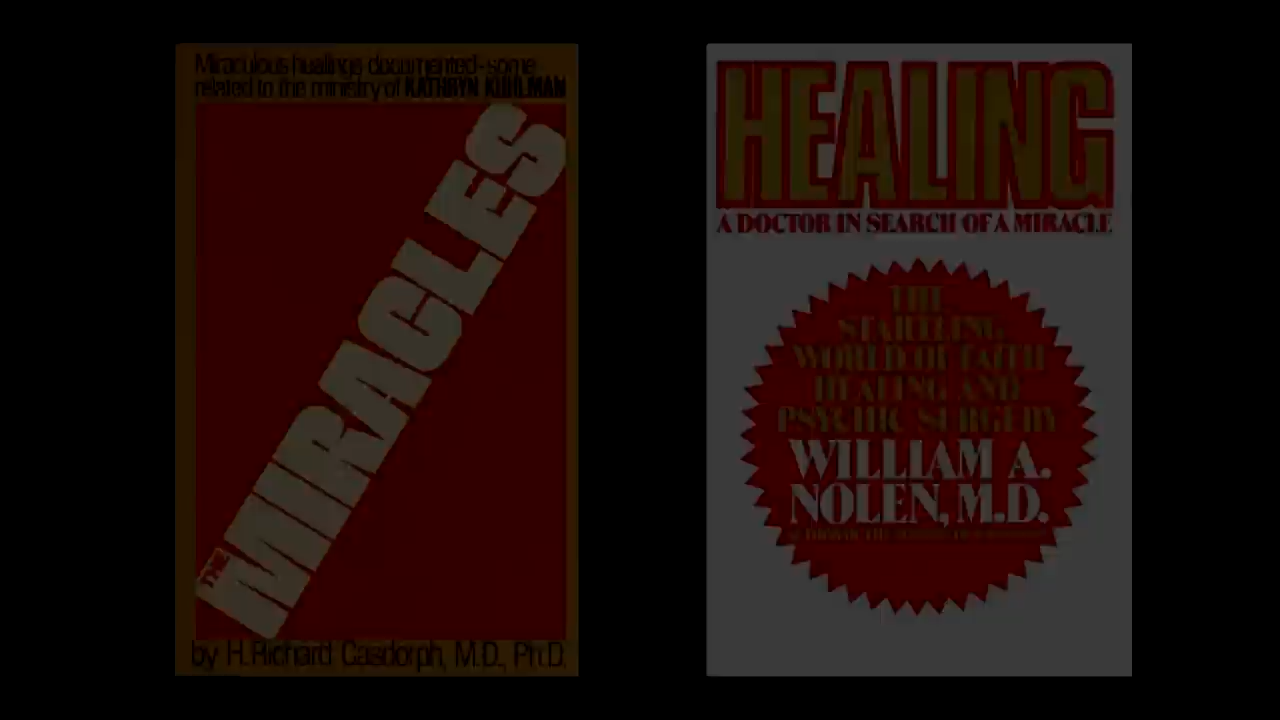 Miraculous healings documented-some
related to the ministry of KATHRYN KUHLMAN
THE MIRACLES
by H. Richard Casdorph, M.D., Ph.D.
HEALING
A DOCTOR IN SEARCH OF A MIRACLE
THE
STARTLING
WORLD OF FAITH
HEALING AND
PSYCHIC SURGERY
WILLIAM A.
NOLEN, M.D.